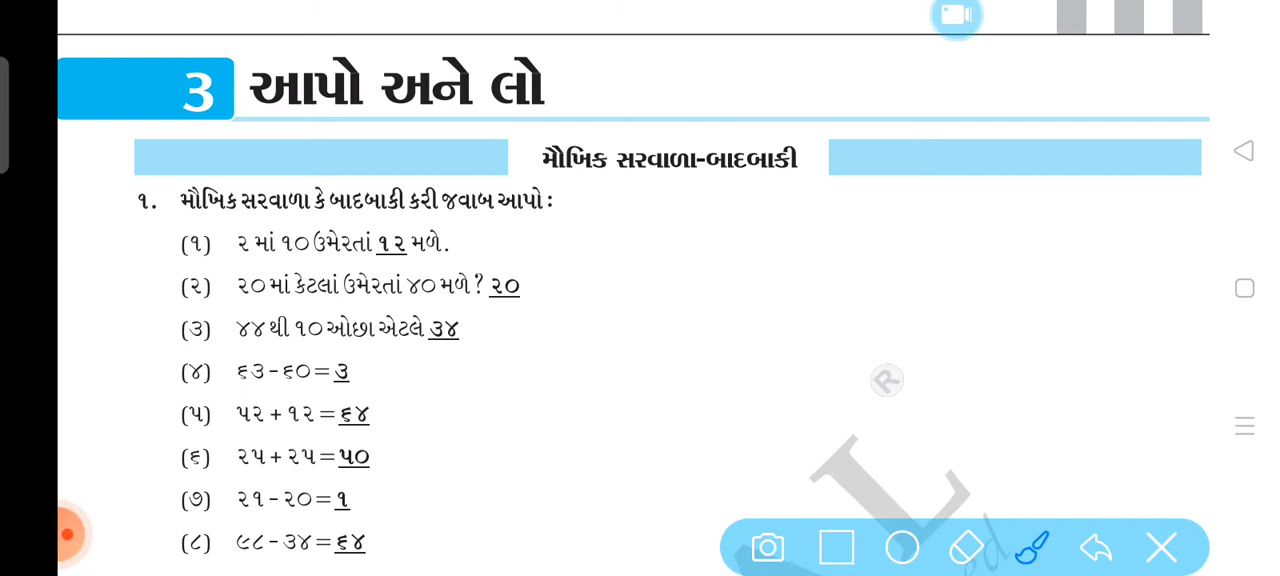 3 આપો અને લો
મૌખિક સરવાળા-બાદબાકી
૧. મૌખિક સરવાળા કે બાદબાકી કરી જવાબ આપો :
(૧) ૨ માં ૧૦ ઉમેરતાં ૧૨ મળે.
(૨) ૨૦ માં કેટલાં ઉમેરતાં ૪૦ મળે? ૨૦
(૩) ૪૪ થી ૧૦ ઓછા એટલે ૩૪
(૪) ૬૩ - ૬૦ = ૩
(૫) ૫૨ + ૧૨ = ૬૪
(૬) ૨૫ + ૨૫ = ૫૦
(૭) ૨૧ - ૨૦ = ૧
(૮) ૯૮ - ૩૪ = ૬૪
®
L